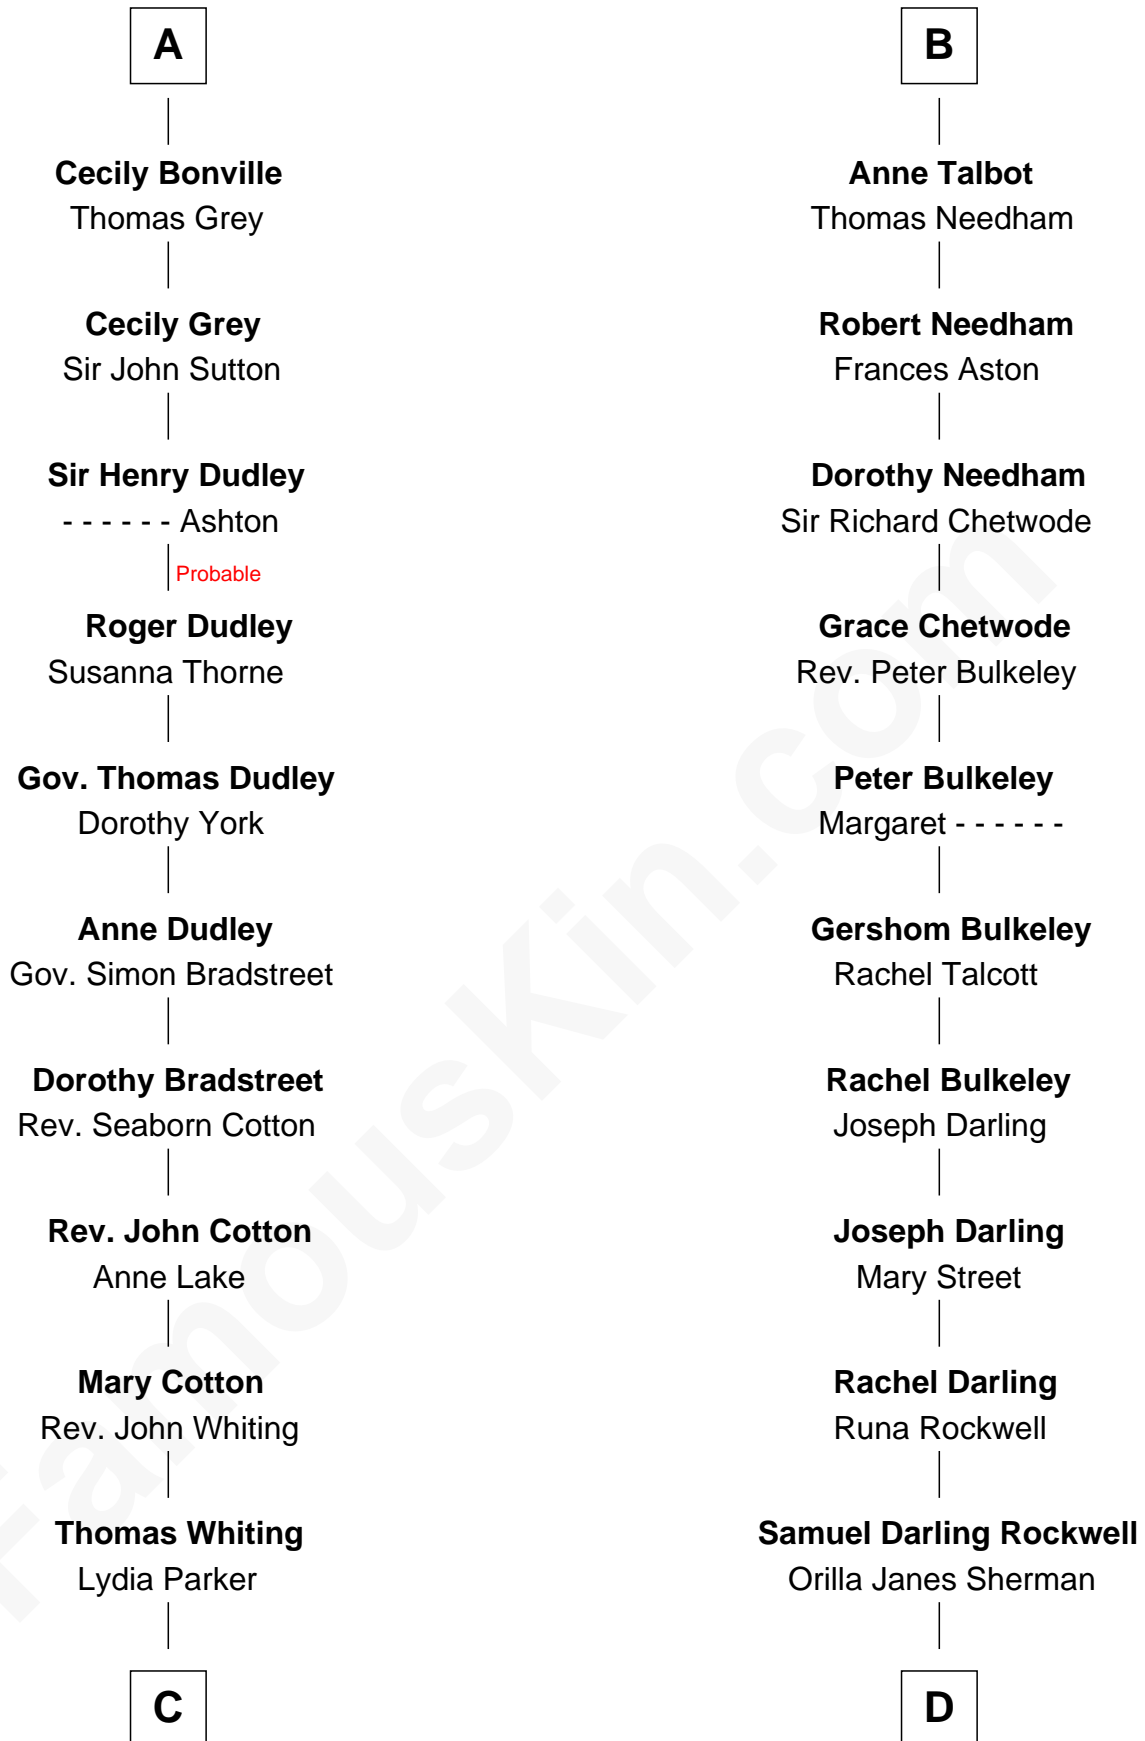 A
Cecily Bonville
Thomas Grey
Cecily Grey
Sir John Sutton
Sir Henry Dudley
- - - - - - Ashton
Probable
Roger Dudley
Susanna Thorne
Gov. Thomas Dudley
Dorothy York
Anne Dudley
Gov. Simon Bradstreet
Dorothy Bradstreet
Rev. Seaborn Cotton
Rev. John Cotton
Anne Lake
Mary Cotton
Rev. John Whiting
Thomas Whiting
Lydia Parker
C
B
Anne Talbot
Thomas Needham
Robert Needham
Frances Aston
Dorothy Needham
Sir Richard Chetwode
Grace Chetwode
Rev. Peter Bulkeley
Peter Bulkeley
Margaret - - - - - -
Gershom Bulkeley
Rachel Talcott
Rachel Bulkeley
Joseph Darling
Joseph Darling
Mary Street
Rachel Darling
Runa Rockwell
Samuel Darling Rockwell
Orilla Janes Sherman
D
FamousKin.com